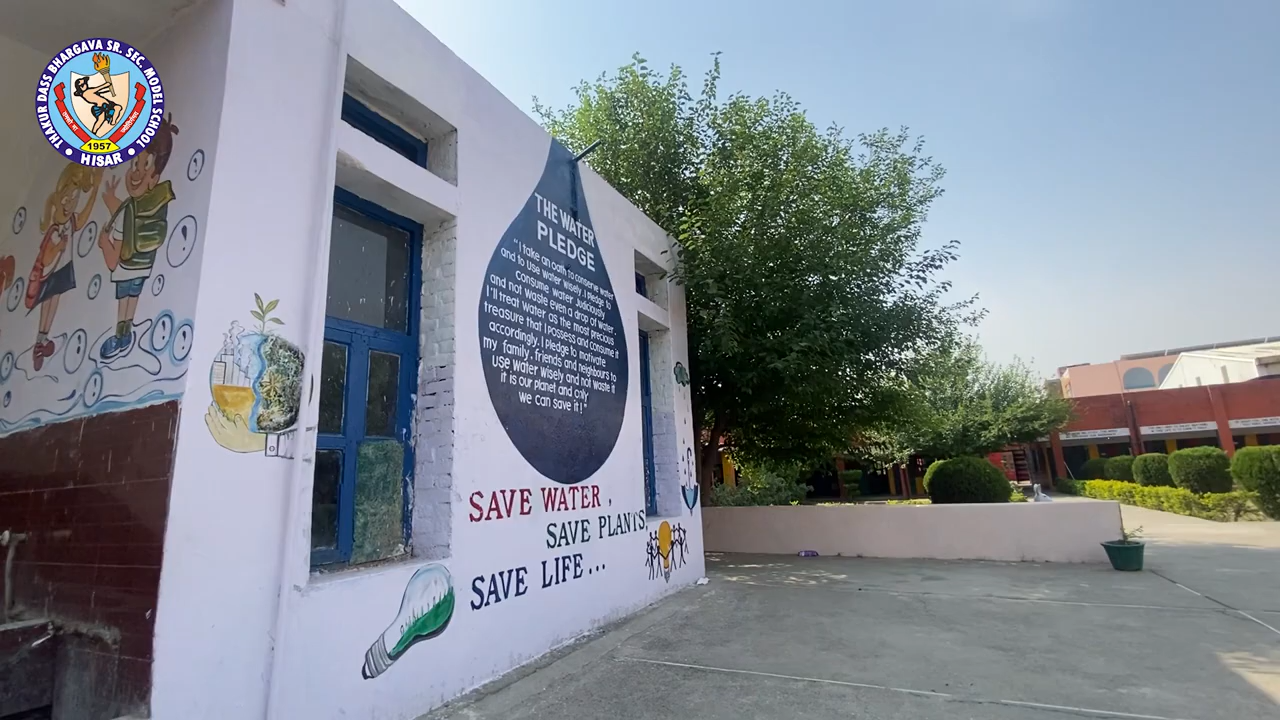 THAKUR DASS BHARGAVA SR. SEC. MODEL SCHOOL
1957
• HISAR •
THE WATER
PLEDGE
"I take an oath to conserve water
and to use water wisely. I pledge to
consume water judiciously
and not waste even a drop of water.
I'll treat water as the most precious
treasure that I possess and consume it
accordingly. I pledge to motivate
my family, friends and neighbours to
use water wisely and not waste it
it is our planet and only
we can save it!"
SAVE WATER,
SAVE PLANTS,
SAVE LIFE...